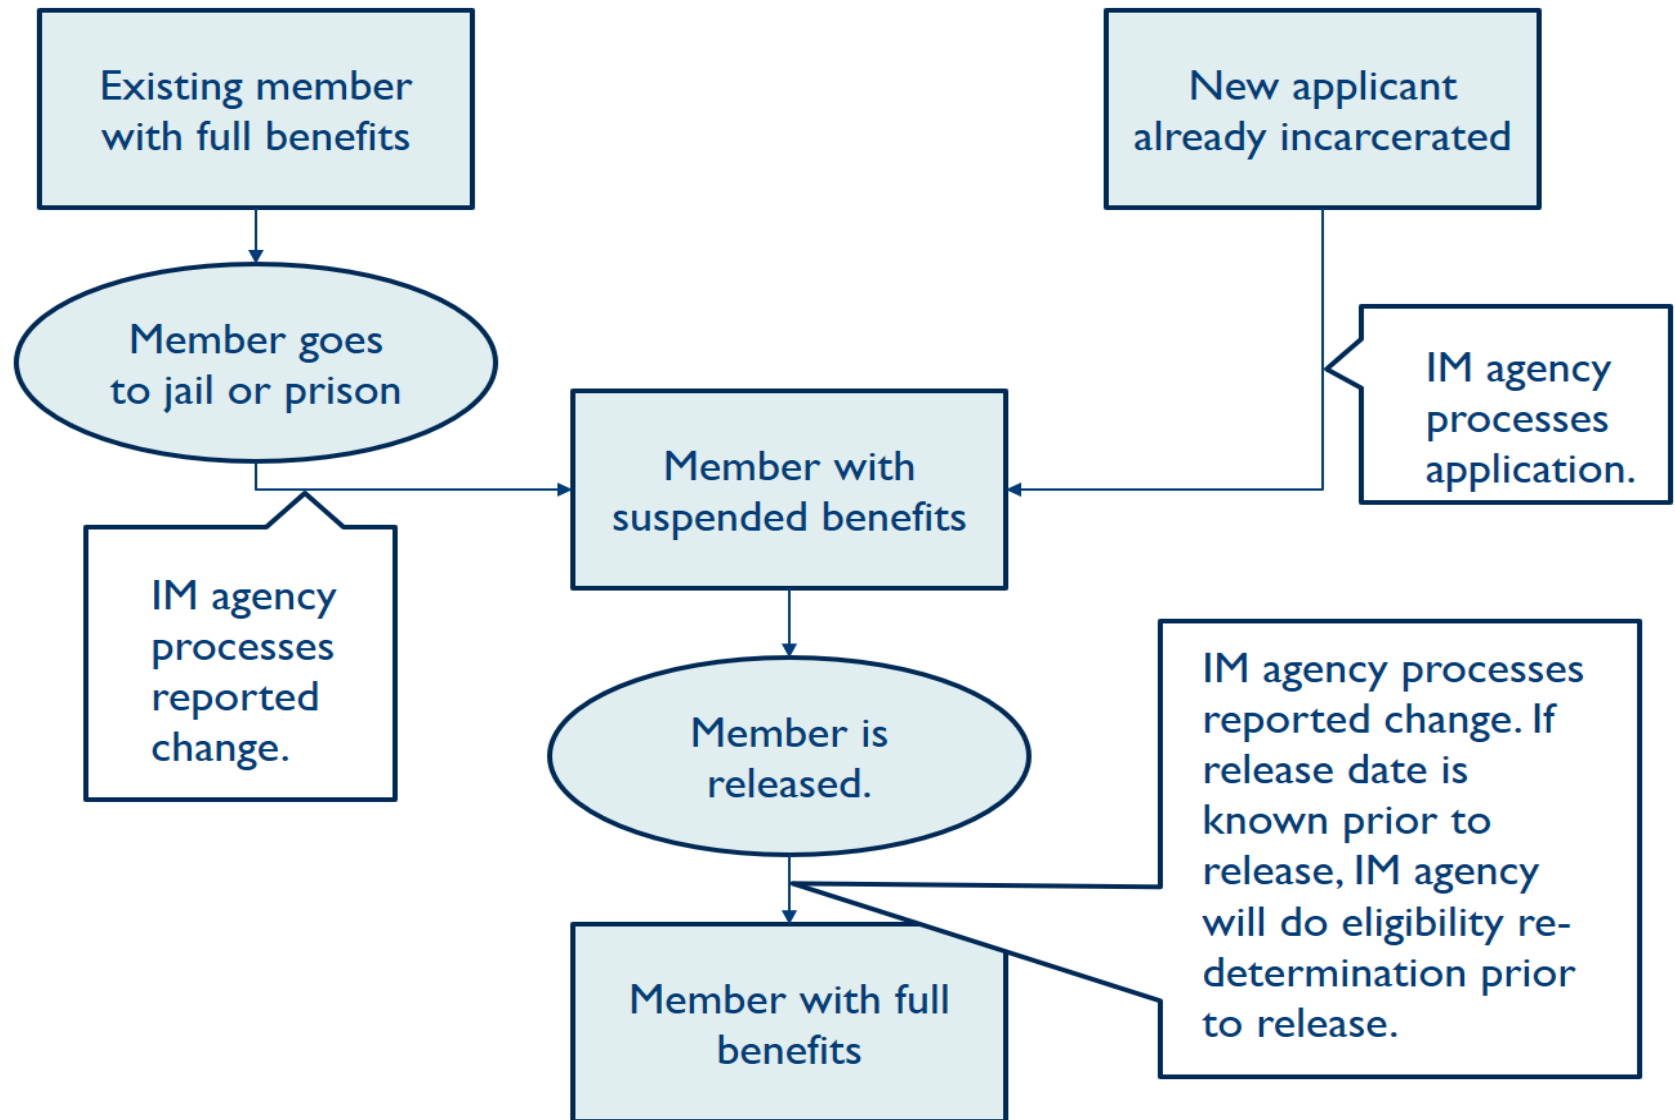 Existing member
with full benefits
New applicant
already incarcerated
Member goes
to jail or prison
IM agency
processes
application.
Member with
suspended benefits
IM agency
processes
reported
change.
IM agency processes
reported change. If
release date is
known prior to
release, IM agency
will do eligibility re-
determination prior
to release.
Member is
released.
Member with full
benefits